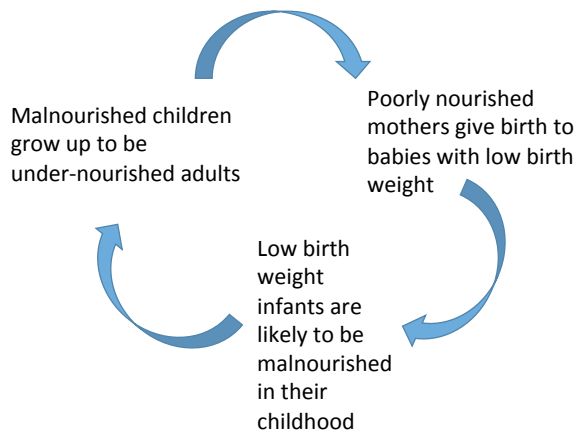 Malnourished children
grow up to be
under-nourished adults
Poorly nourished
mothers give birth to
babies with low birth
weight
Low birth
weight
infants are
likely to be
malnourished
in their
childhood